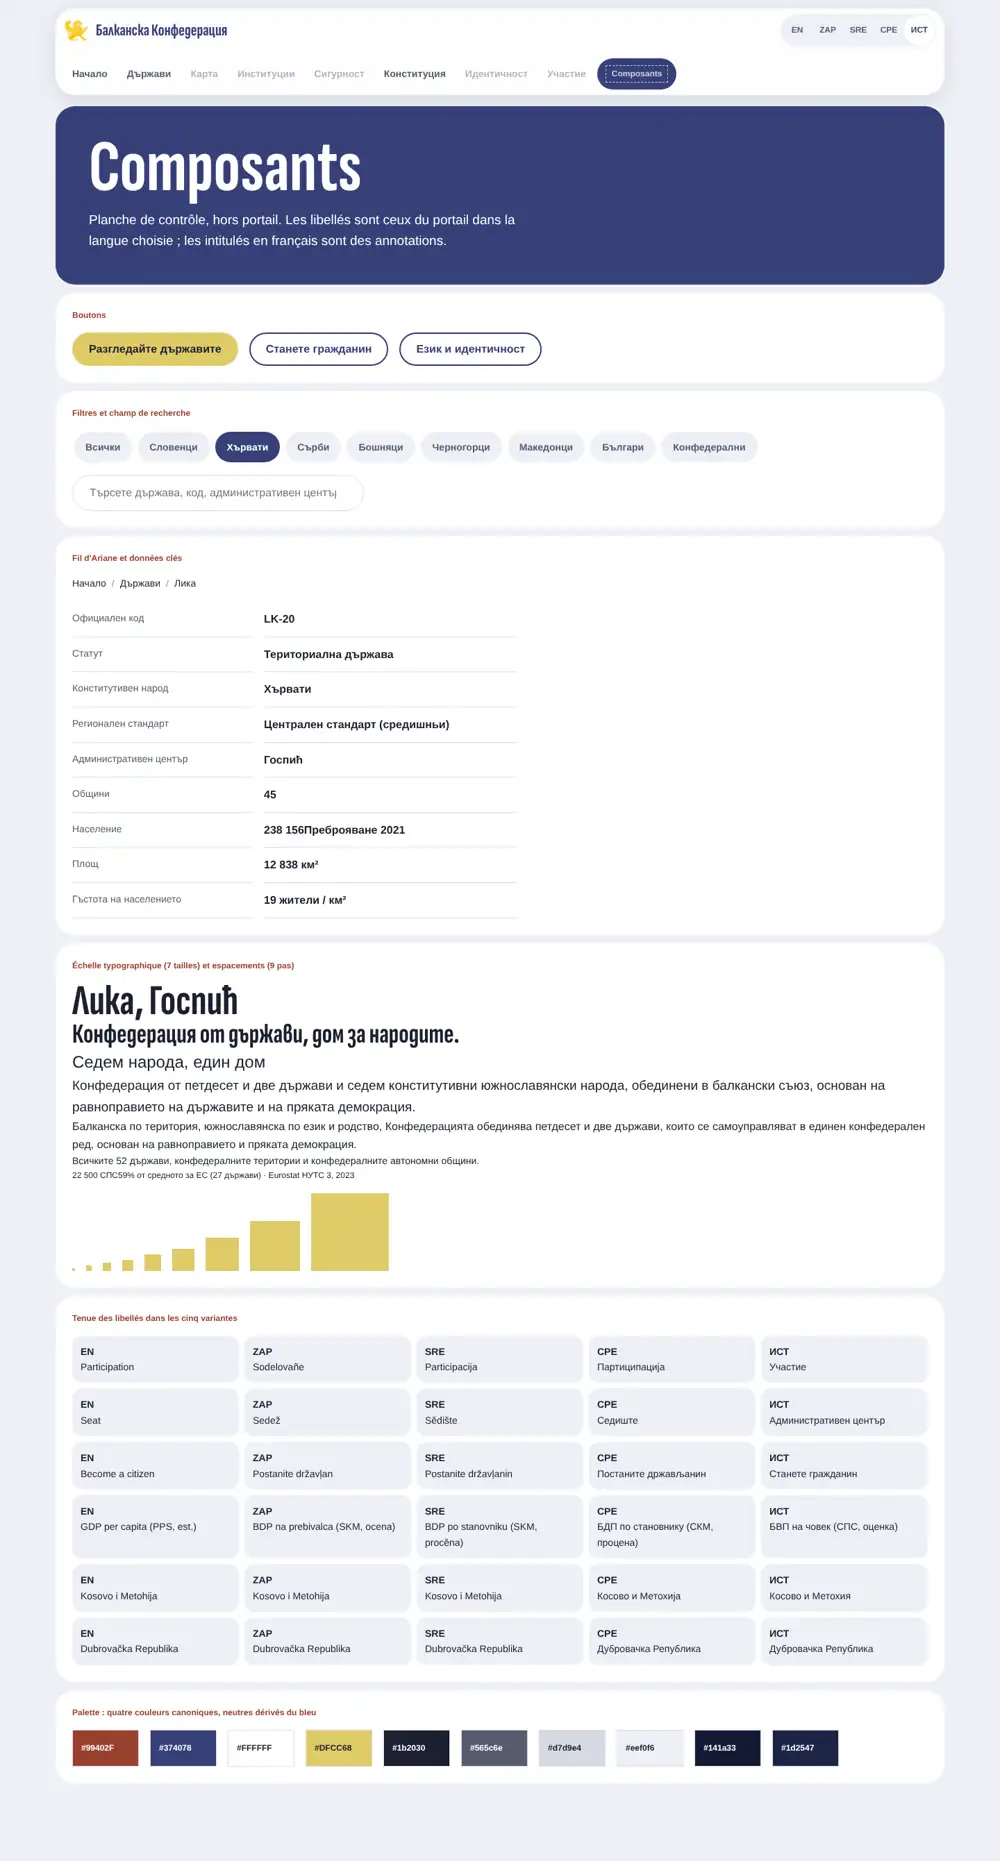 Балканска Конфедерация
EN ZAP SRE СРЕ ИСТ
Начало Държави Карта Институции Сигурност Конституция Идентичност Участие Composants
Composants
Planche de contrôle, hors portail. Les libellés sont ceux du portail dans la
langue choisie ; les intitulés en français sont des annotations.
Boutons
Разгледайте държавите Станете гражданин Език и идентичност
Filtres et champ de recherche
Всички Словенци Хървати Сърби Бошняци Черногорци Македонци Българи Конфедерални
Търсете държава, код, административен центъ
Fil d'Ariane et données clés
Начало / Държави / Лика
Официален код LK-20
Статут Териториална държава
Конститутивен народ Хървати
Регионален стандарт Централен стандарт (средишньи)
Административен център Госпић
Общини 45
Население 238 156Преброяване 2021
Площ 12 838 км²
Гъстота на населението 19 жители / км²
Échelle typographique (7 tailles) et espacements (9 pas)
Лика, Госпић
Конфедерация от държави, дом за народите.
Седем народа, един дом
Конфедерация от петдесет и две държави и седем конститутивни южнославянски народа, обединени в балкански съюз, основан на
равноправието на държавите и на пряката демокрация.
Балканска по територия, южнославянска по език и родство, Конфедерацията обединява петдесет и две държави, които се самоуправляват в единен конфедерален
ред, основан на равноправието и пряката демокрация.
Всичките 52 държави, конфедералните територии и конфедералните автономни общини.
22 500 СПС59% от средното за ЕС (27 държави) · Eurostat НУТС 3, 2023
Tenue des libellés dans les cinq variantes
EN ZAP SRE СРЕ ИСТ
Participation Sodelovańe Participacija Партиципација Участие
EN ZAP SRE СРЕ ИСТ
Seat Sedež Sědište Седиште Административен център
EN ZAP SRE СРЕ ИСТ
Become a citizen Postanite državļan Postanite državļanin Постаните држављанин Станете гражданин
EN ZAP SRE СРЕ ИСТ
GDP per capita (PPS, est.) BDP na prebivalca (SKM, ocena) BDP po stanovniku (SKM, БДП по становнику (СКМ, БВП на човек (СПС, оценка)
procěna) процена)
EN ZAP SRE СРЕ ИСТ
Kosovo i Metohija Kosovo i Metohija Kosovo i Metohija Косово и Метохија Косово и Метохия
EN ZAP SRE СРЕ ИСТ
Dubrovačka Republika Dubrovačka Republika Dubrovačka Republika Дубровачка Република Дубровачка Република
Palette : quatre couleurs canoniques, neutres dérivés du bleu
#99402F #374078 #FFFFFF #DFCC68 #1b2030 #565c6e #d7d9e4 #eef0f6 #141a33 #1d2547